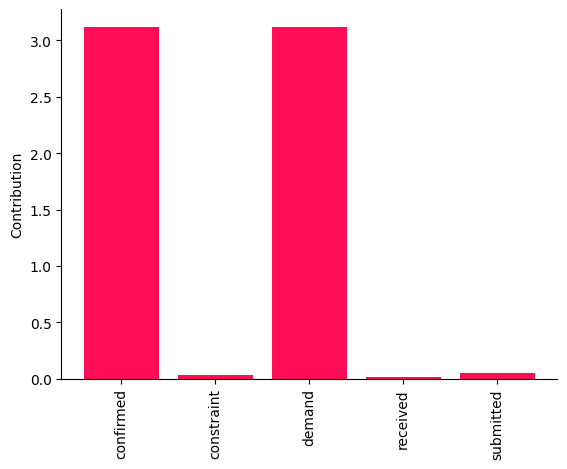 Contribution
3.0
2.5
2.0
1.5
1.0
0.5
0.0
confirmed
constraint
demand
received
submitted